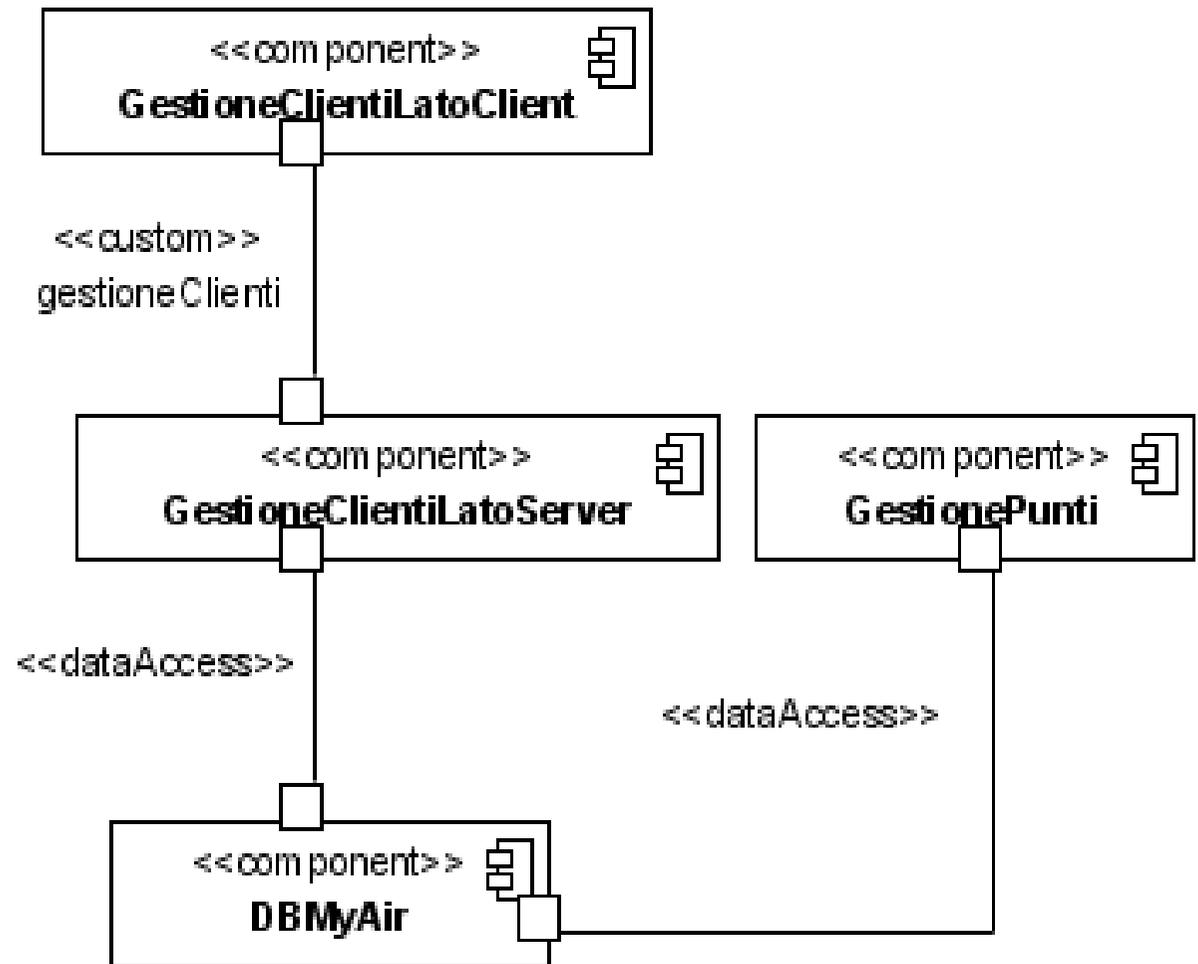 <<component>>
GestioneClientiLatoClient
<<custom>>
gestioneClienti
<<component>>
GestioneClientiLatoServer
<<component>>
GestionePunti
<<dataAccess>>
<<dataAccess>>
<<component>>
DBMyAir